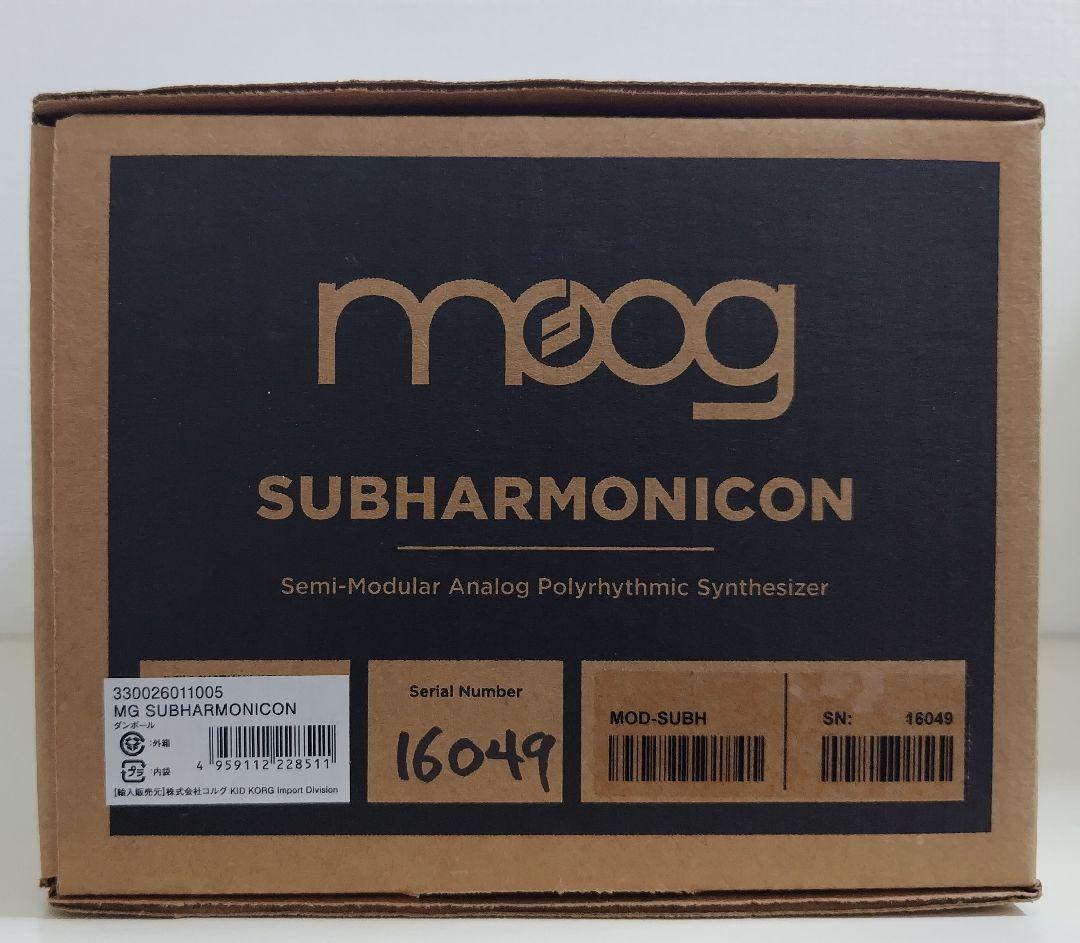 moog
SUBHARMONICON
Semi-Modular Analog Polyrhythmic Synthesizer
330026011005
MG SUBHARMONICON
ダンボール
:外箱
プラ :内袋
4 959112 228511
【輸入販売元】株式会社コルグ KID KORG Import Division
Serial Number
16049
MOD-SUBH
SN: 16049